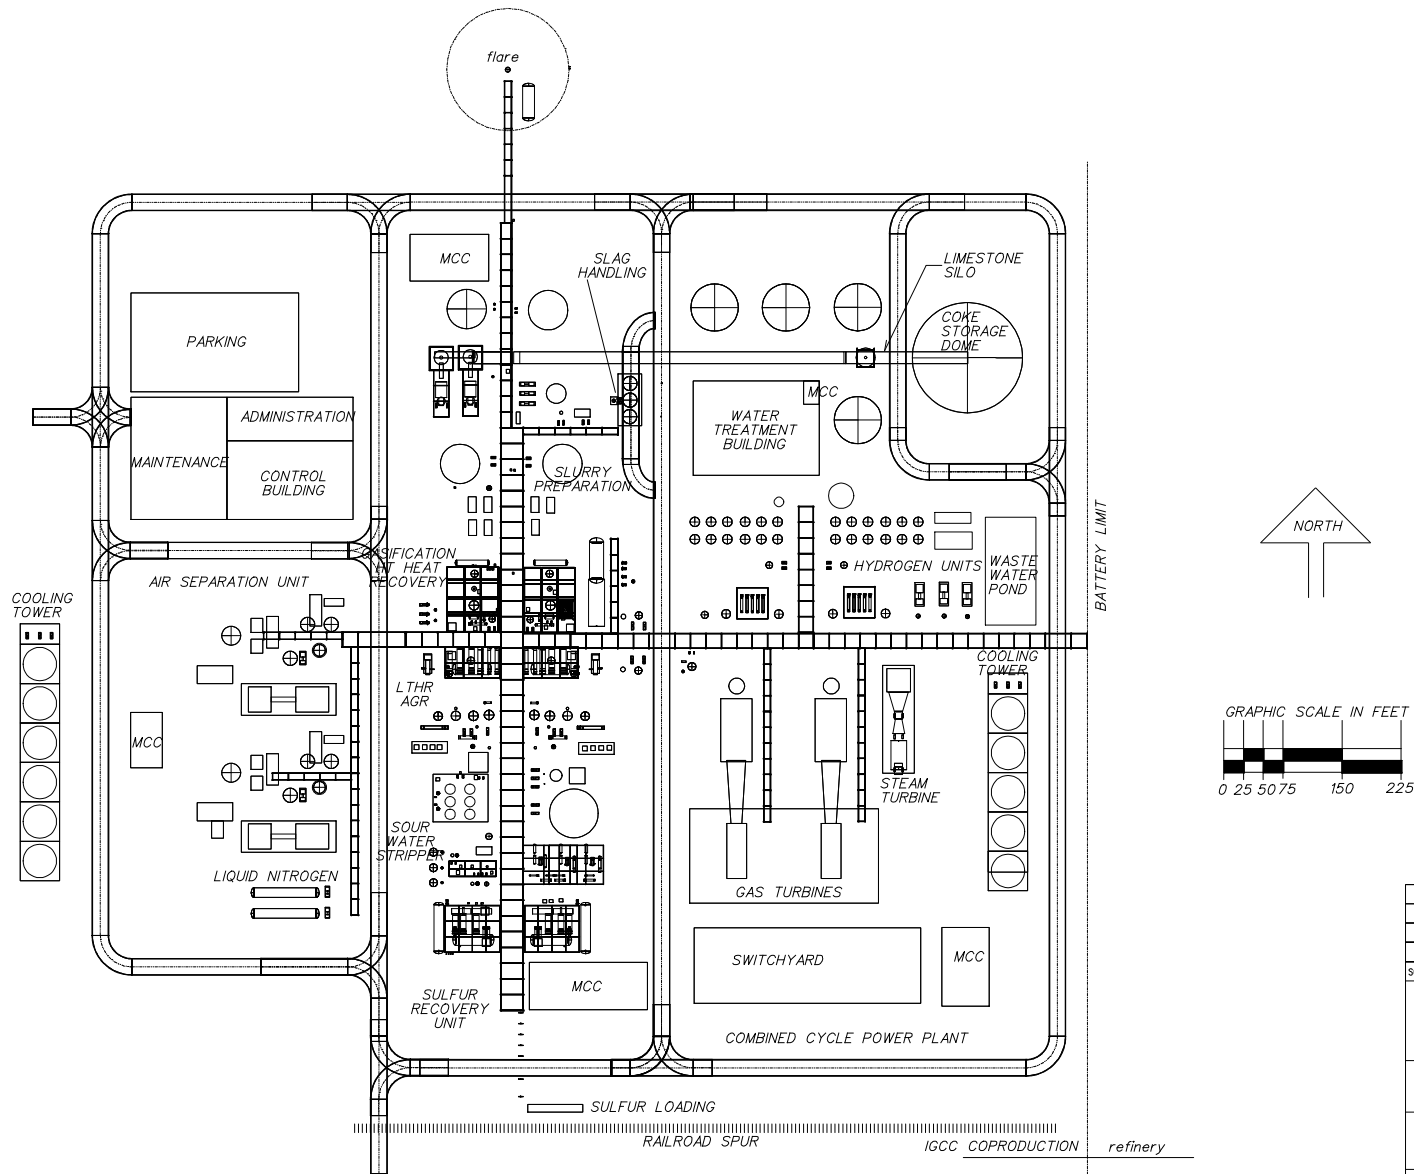 flare
MCC
SLAG
HANDLING
LIMESTONE
SILO
COKE
STORAGE
DOME
PARKING
MCC
ADMINISTRATION
WATER
TREATMENT
BUILDING
MAINTENANCE
CONTROL
BUILDING
SLURRY
PREPARATION
BATTERY LIMIT
NORTH
GASIFICATION
HT HEAT
RECOVERY
AIR SEPARATION UNIT
HYDROGEN UNITS
WASTE
WATER
POND
COOLING
TOWER
COOLING
TOWER
LTHR
AGR
GRAPHIC SCALE IN FEET
0 25 50 75 150 225
MCC
STEAM
TURBINE
SOUR
WATER
STRIPPER
LIQUID NITROGEN
GAS TURBINES
SWITCHYARD
MCC
MCC
SULFUR
RECOVERY
UNIT
COMBINED CYCLE POWER PLANT
SULFUR LOADING
RAILROAD SPUR
IGCC COPRODUCTION
refinery